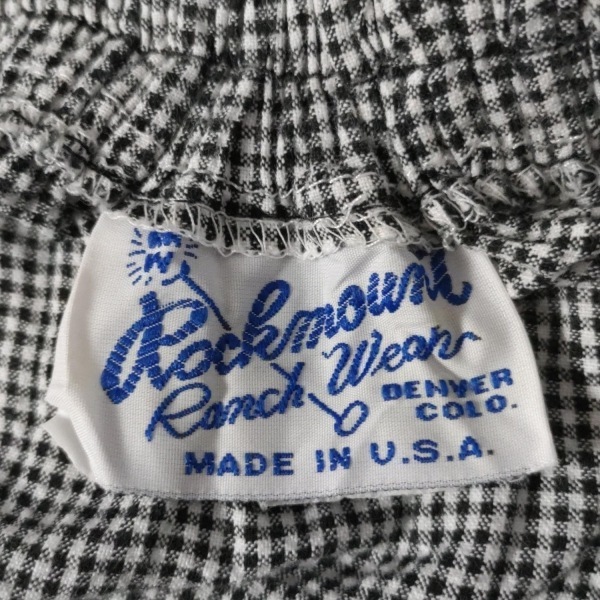 Rockmount
Ranch Wear
DENVER
COLO.
MADE IN U.S.A.